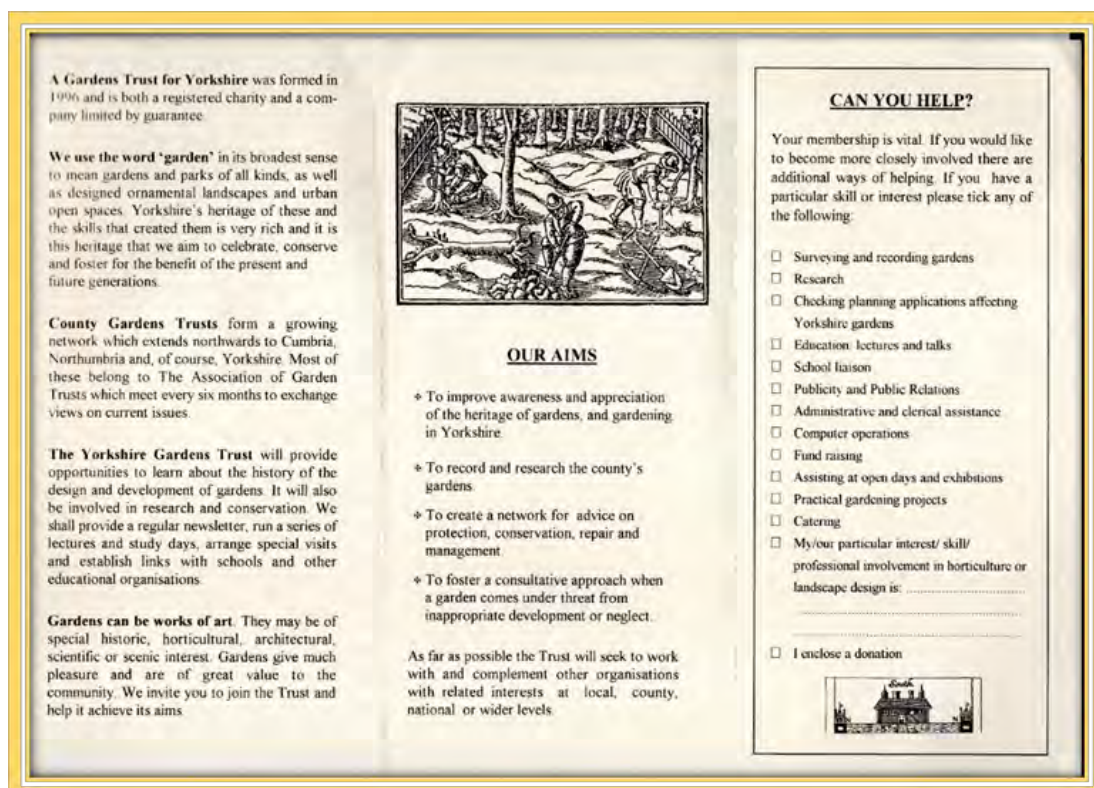 A Gardens Trust for Yorkshire was formed in
1996 and is both a registered charity and a com-
pany limited by guarantee
We use the word ‘garden’ in its broadest sense
to mean gardens and parks of all kinds, as well
as designed ornamental landscapes and urban
open spaces. Yorkshire’s heritage of these and
the skills that created them is very rich and it is
this heritage that we aim to celebrate, conserve
and foster for the benefit of the present and
future generations.
County Gardens Trusts form a growing
network which extends northwards to Cumbria,
Northumbria and, of course, Yorkshire. Most of
these belong to The Association of Garden
Trusts which meet every six months to exchange
views on current issues.
The Yorkshire Gardens Trust will provide
opportunities to learn about the history of the
design and development of gardens. It will also
be involved in research and conservation. We
shall provide a regular newsletter, run a series of
lectures and study days, arrange special visits
and establish links with schools and other
educational organisations.
Gardens can be works of art. They may be of
special historic, horticultural, architectural,
scientific or scenic interest. Gardens give much
pleasure and are of great value to the
community. We invite you to join the Trust and
help it achieve its aims.
OUR AIMS
❖ To improve awareness and appreciation
of the heritage of gardens, and gardening
in Yorkshire.
❖ To record and research the county’s
gardens.
❖ To create a network for advice on
protection, conservation, repair and
management.
❖ To foster a consultative approach when
a garden comes under threat from
inappropriate development or neglect.
As far as possible the Trust will seek to work
with and complement other organisations
with related interests at local, county,
national or wider levels.
CAN YOU HELP?
Your membership is vital. If you would like
to become more closely involved there are
additional ways of helping. If you have a
particular skill or interest please tick any of
the following:
☐ Surveying and recording gardens
☐ Research
☐ Checking planning applications affecting
Yorkshire gardens
☐ Education: lectures and talks
☐ School liaison
☐ Publicity and Public Relations
☐ Administrative and clerical assistance
☐ Computer operations
☐ Fund raising
☐ Assisting at open days and exhibitions
☐ Practical gardening projects
☐ Catering
☐ My/our particular interest/ skill/
professional involvement in horticulture or
landscape design is: ..............................
............................................................
............................................................
☐ I enclose a donation
South